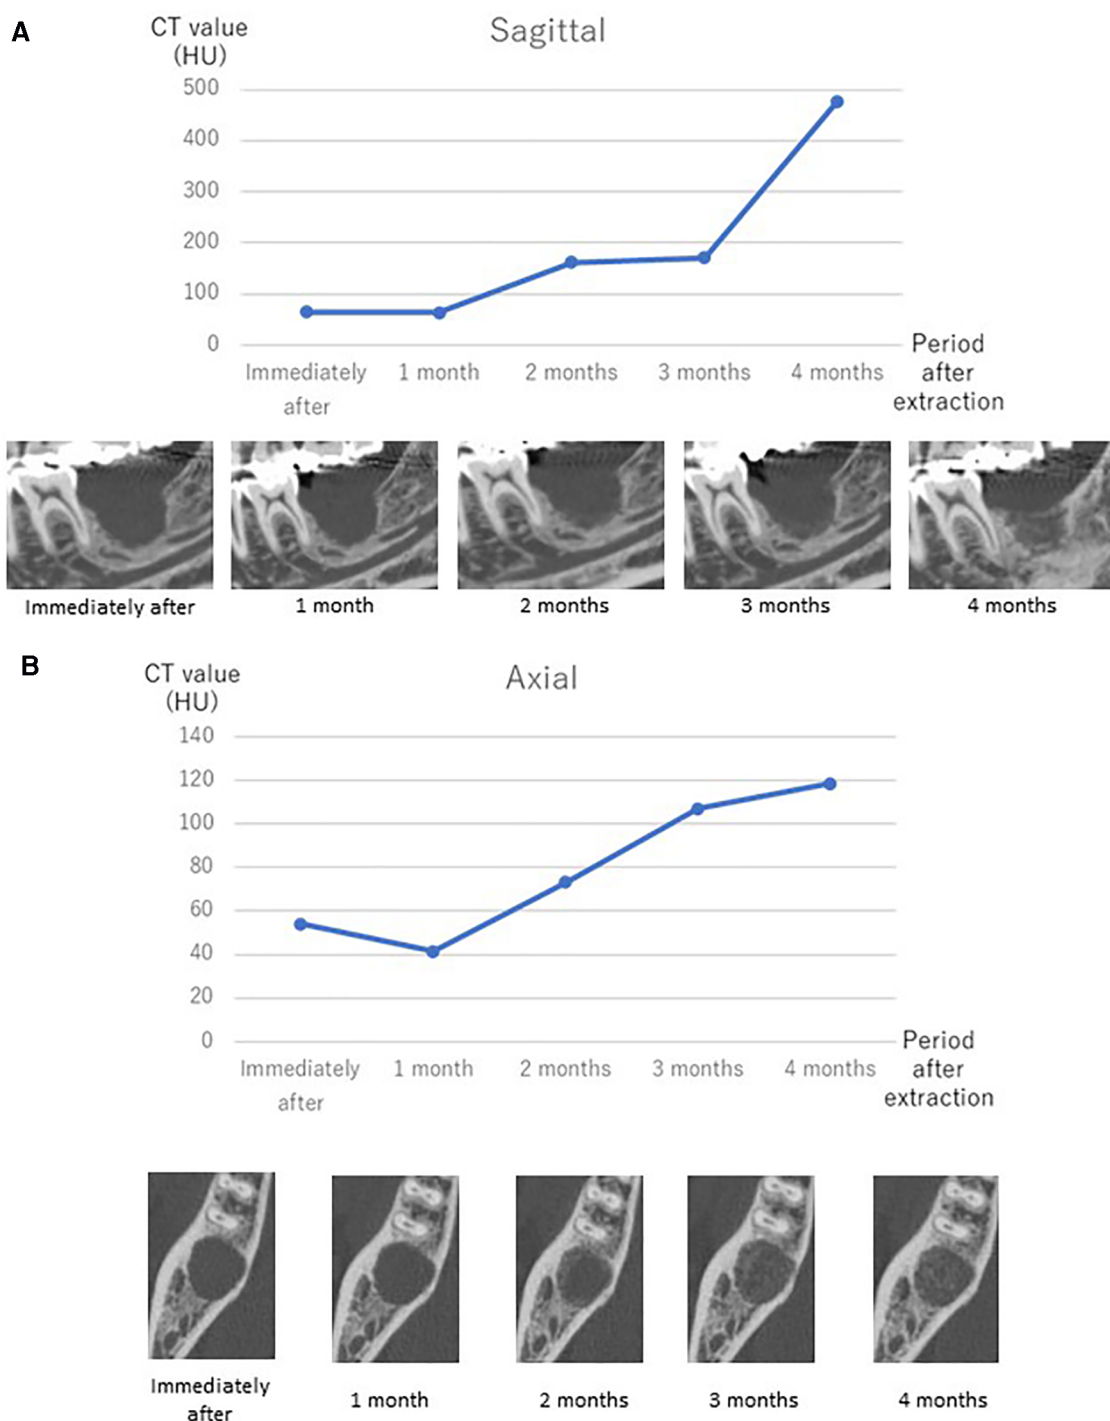 A
CT value
(HU)
Sagittal
500
400
300
200
100
0
Immediately
after
1 month
2 months
3 months
4 months
Period
after
extraction
Immediately after
1 month
2 months
3 months
4 months
B
CT value
(HU)
Axial
140
120
100
80
60
40
20
0
Immediately
after
1 month
2 months
3 months
4 months
Period
after
extraction
Immediately
after
1 month
2 months
3 months
4 months